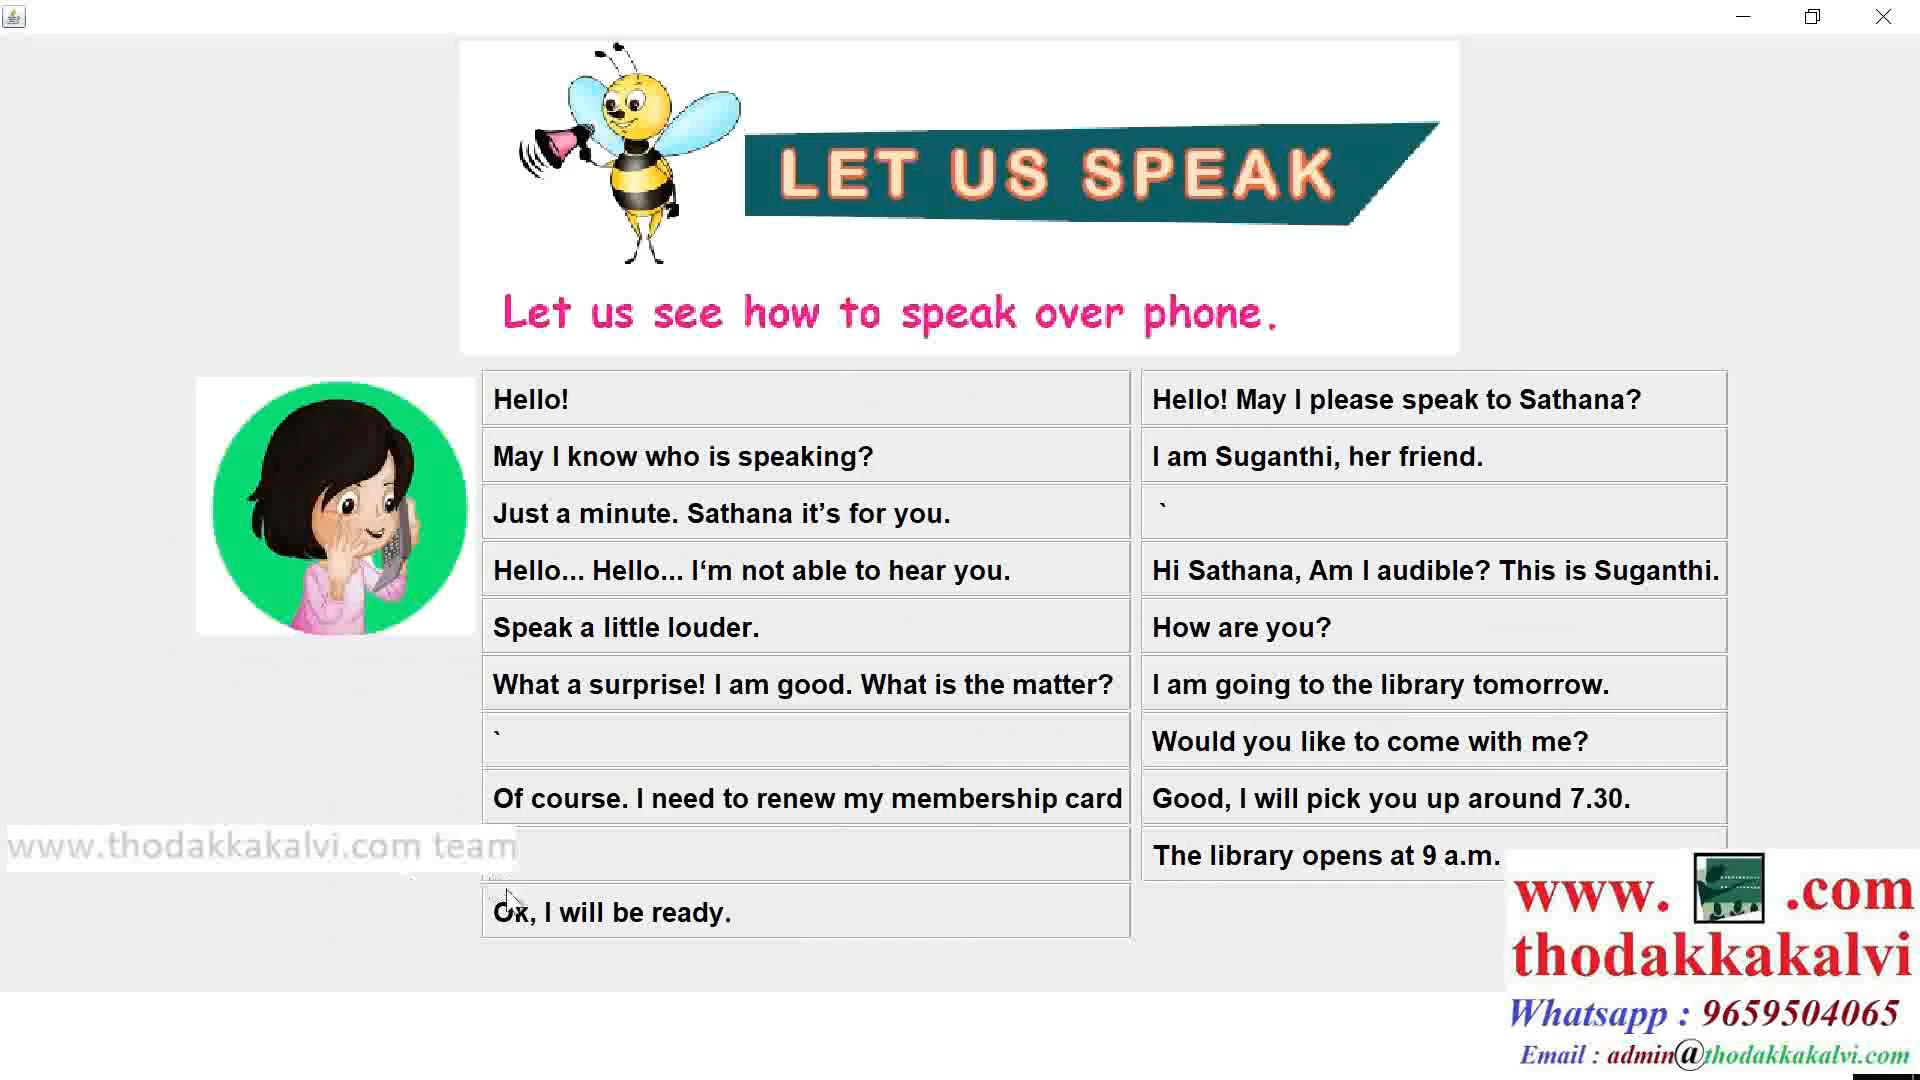 LET US SPEAK
Let us see how to speak over phone.
Hello!
Hello! May I please speak to Sathana?
May I know who is speaking?
I am Suganthi, her friend.
Just a minute. Sathana it’s for you.
`
Hello... Hello... I‘m not able to hear you.
Hi Sathana, Am I audible? This is Suganthi.
Speak a little louder.
How are you?
What a surprise! I am good. What is the matter?
I am going to the library tomorrow.
`
Would you like to come with me?
Of course. I need to renew my membership card
Good, I will pick you up around 7.30.
www.thodakkakalvi.com team
The library opens at 9 a.m.
Ok, I will be ready.
www. .com
thodakkakalvi
Whatsapp : 9659504065
Email : admin@thodakkakalvi.com